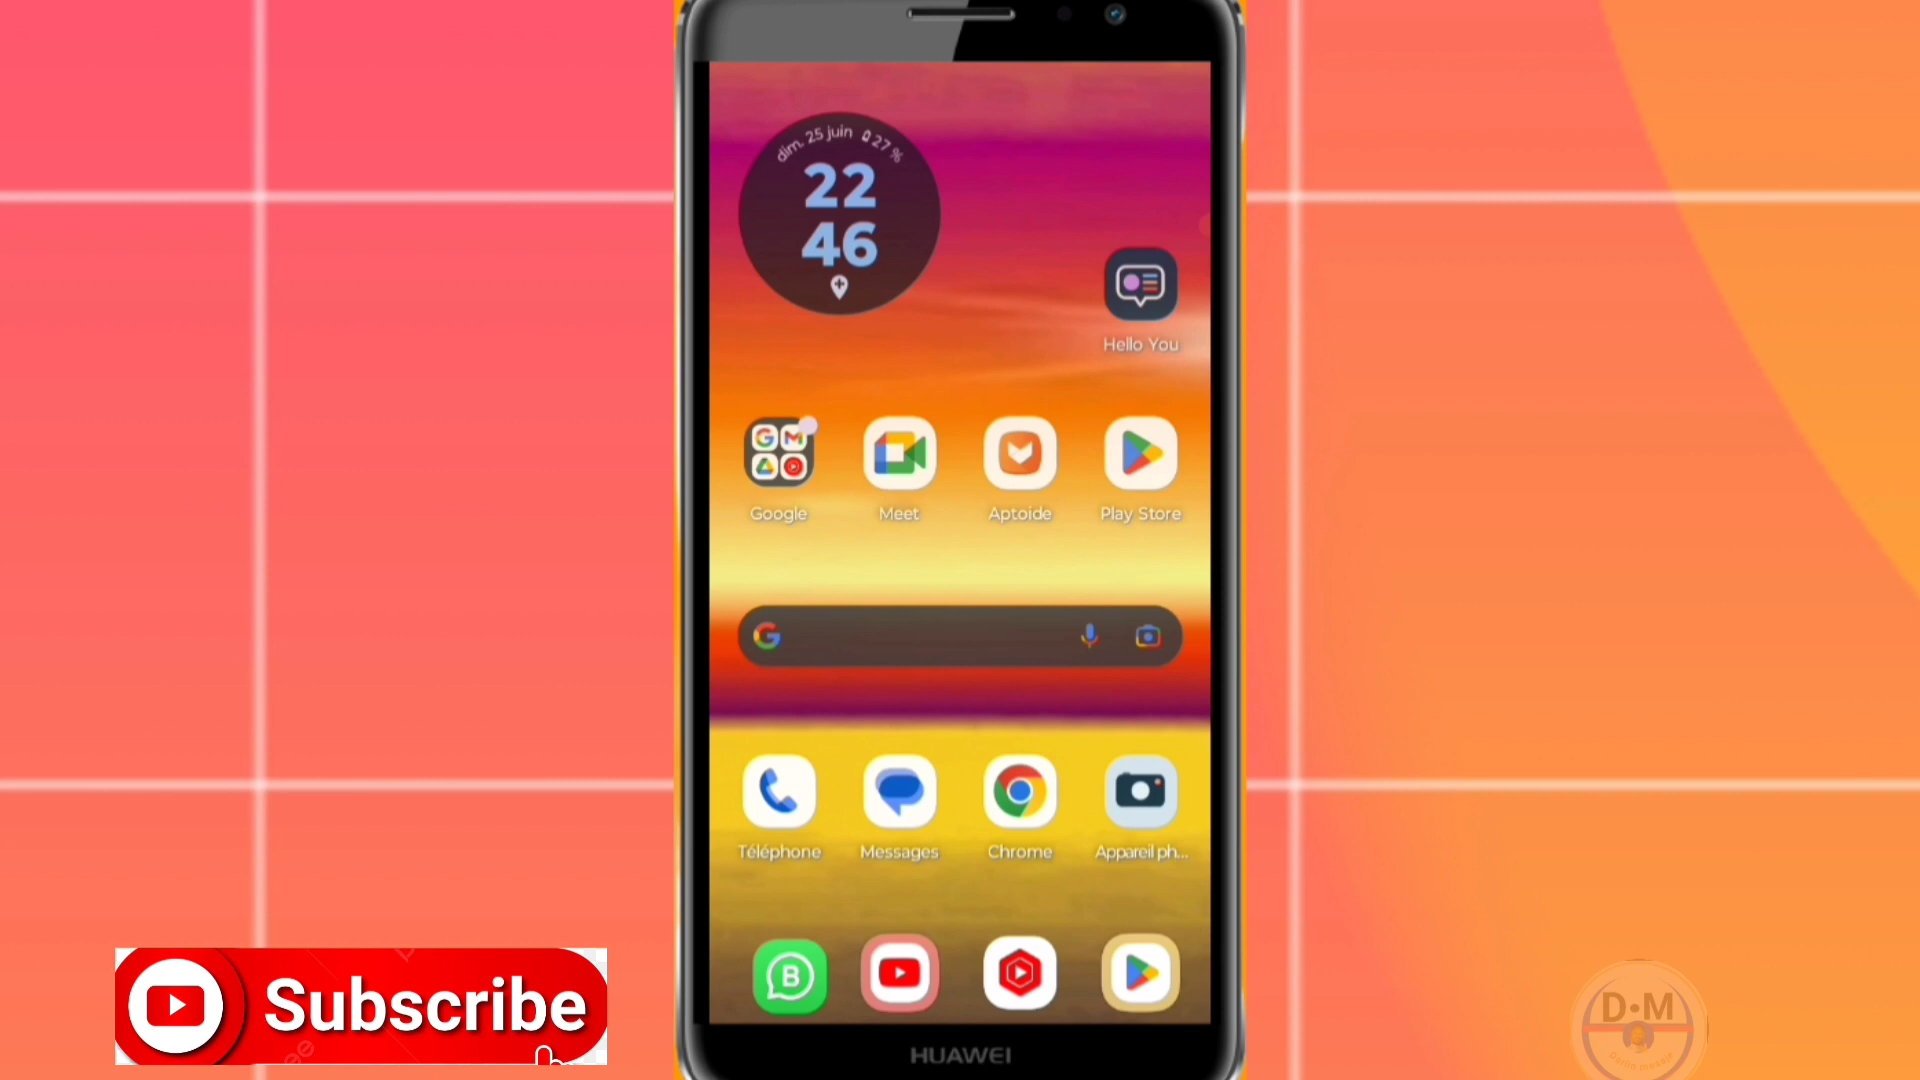 dim. 25 juin 27 %
22
46
Hello You
Google
Meet
Aptoide
Play Store
Téléphone
Messages
Chrome
Appareil ph...
B
Subscribe
HUAWEI
D•M